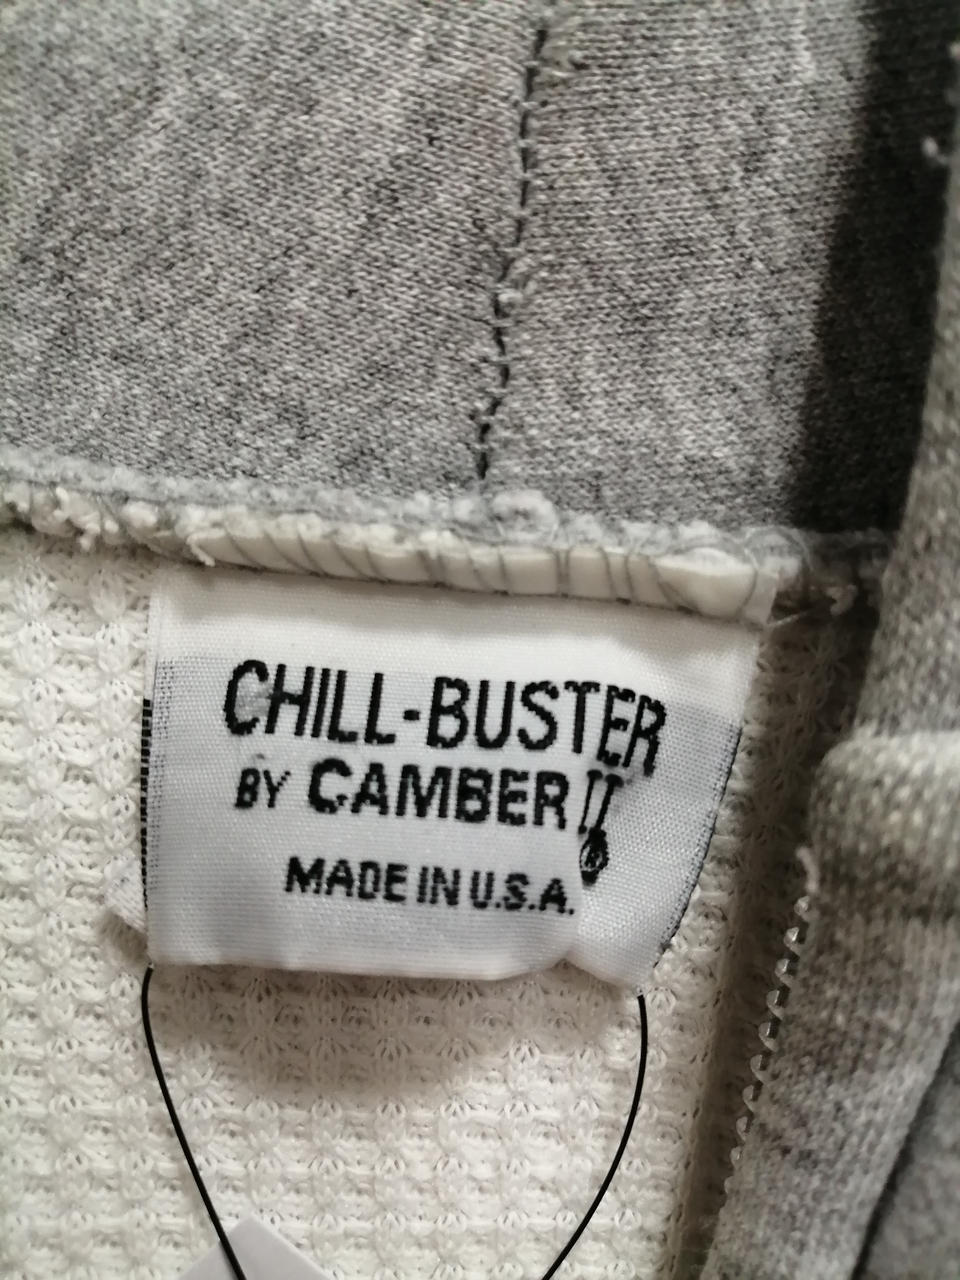 CHILL-BUSTER
BY CAMBER II ®
MADE IN U.S.A.